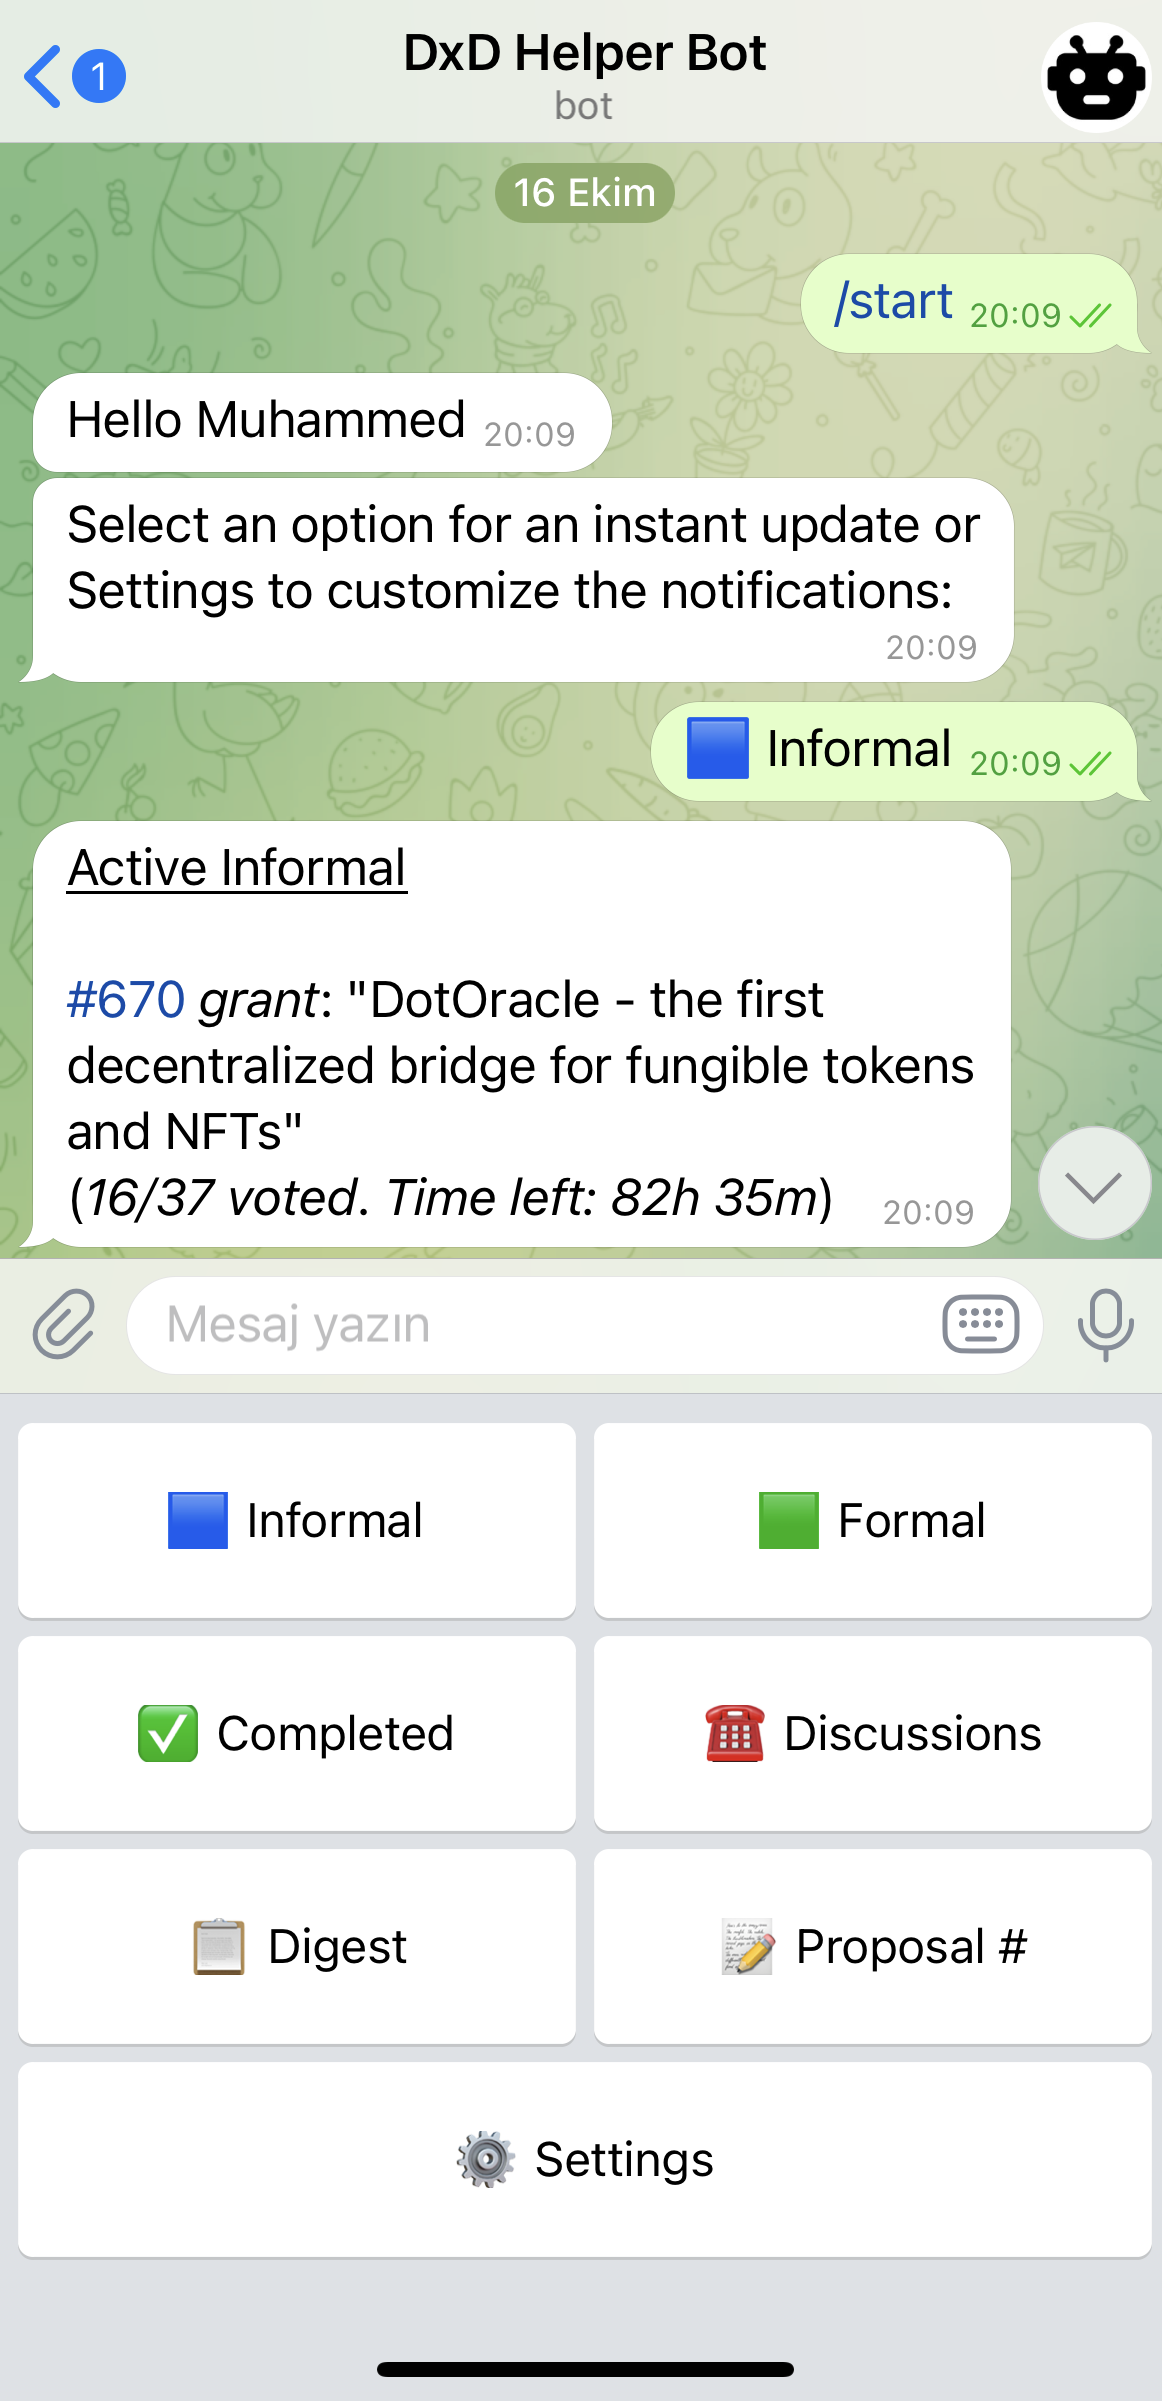 1
DxD Helper Bot
bot
16 Ekim
/start 20:09
Hello Muhammed 20:09
Select an option for an instant update or
Settings to customize the notifications:
20:09
🟦 Informal 20:09
Active Informal
#670 grant: "DotOracle - the first
decentralized bridge for fungible tokens
and NFTs"
(16/37 voted. Time left: 82h 35m) 20:09
Mesaj yazın
🟦 Informal
🟩 Formal
✅ Completed
☎️ Discussions
📋 Digest
📝 Proposal #
⚙️ Settings